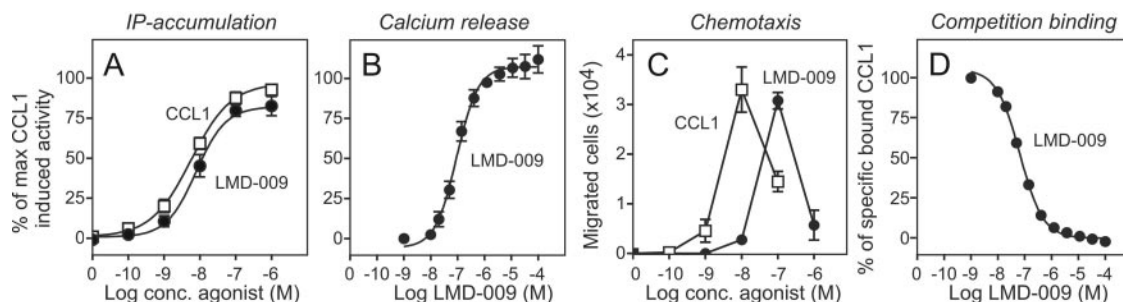 IP-accumulation
Calcium release
Chemotaxis
Competition binding
A
% of max CCL1
induced activity
100
75
50
25
0
CCL1
LMD-009
0 -10 -9 -8 -7 -6
Log conc. agonist (M)
B
100
75
50
25
0
0 -10 -9 -8 -7 -6 -5 -4
Log LMD-009 (M)
C
Migrated cells (x10⁴)
4
3
2
1
0
LMD-009
CCL1
0 -10 -9 -8 -7 -6
Log conc. agonist (M)
D
% of specific bound CCL1
100
75
50
25
0
LMD-009
0 -10 -9 -8 -7 -6 -5 -4
Log LMD-009 (M)